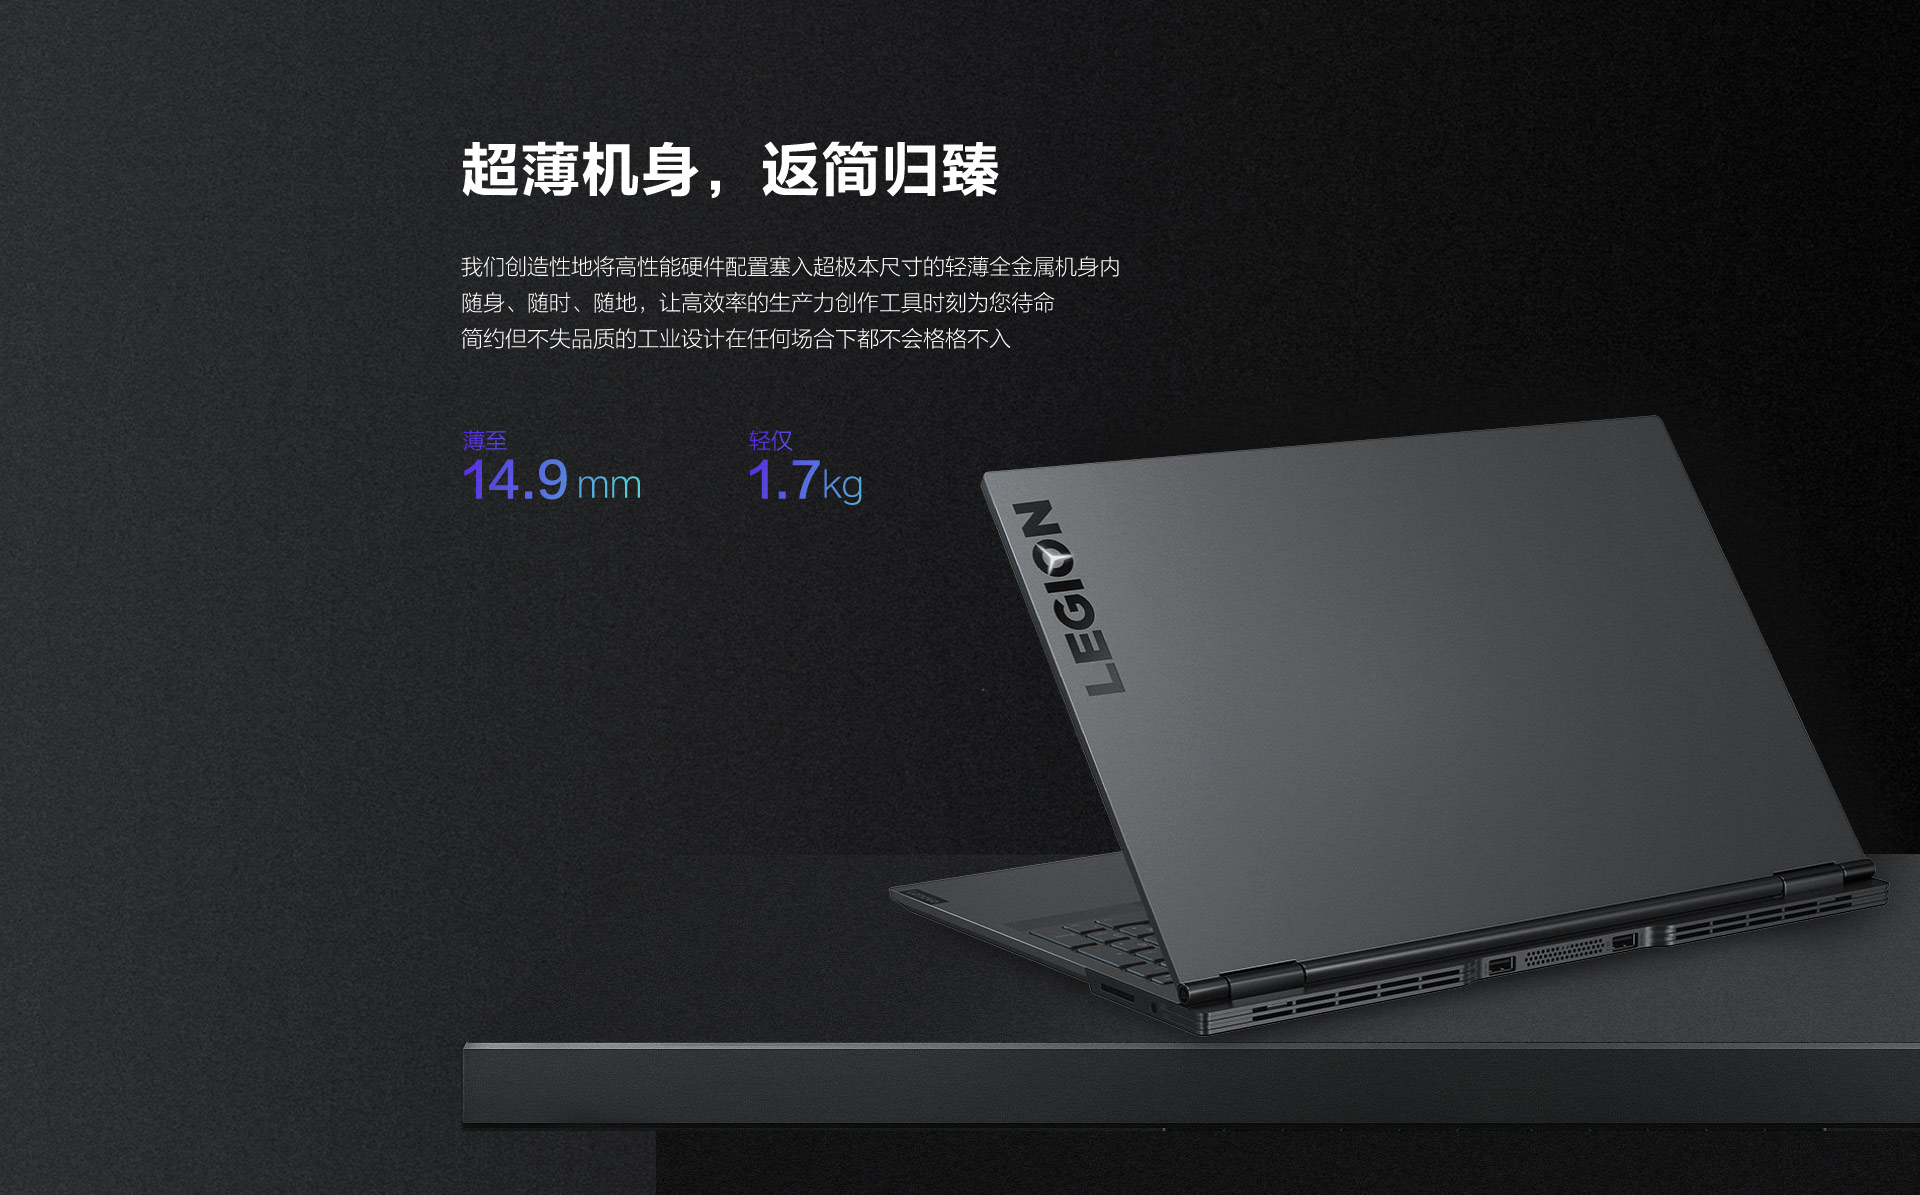 超薄机身，返简归臻
我们创造性地将高性能硬件配置塞入超极本尺寸的轻薄全金属机身内
随身、随时、随地，让高效率的生产力创作工具时刻为您待命
简约但不失品质的工业设计在任何场合下都不会格格不入
薄至
14.9 mm
轻仅
1.7kg
LEGION